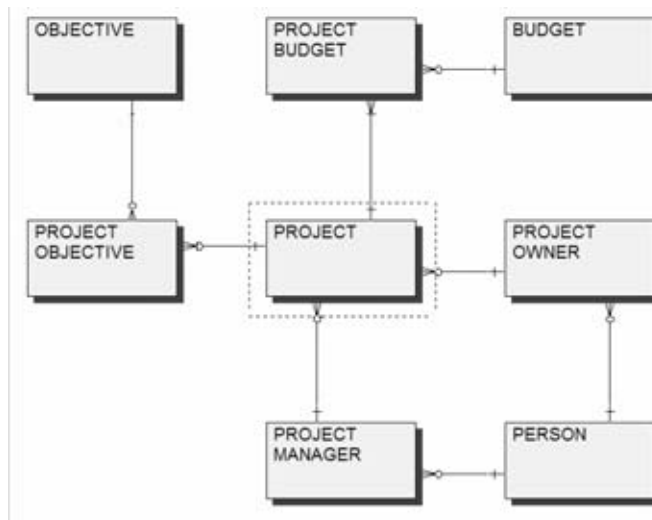 OBJECTIVE
PROJECT
BUDGET
BUDGET
PROJECT
OBJECTIVE
PROJECT
PROJECT
OWNER
PROJECT
MANAGER
PERSON